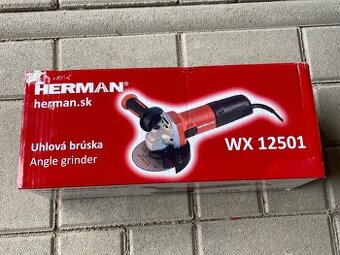 HERMAN®
herman.sk
Uhlová brúska
Angle grinder
WX 12501